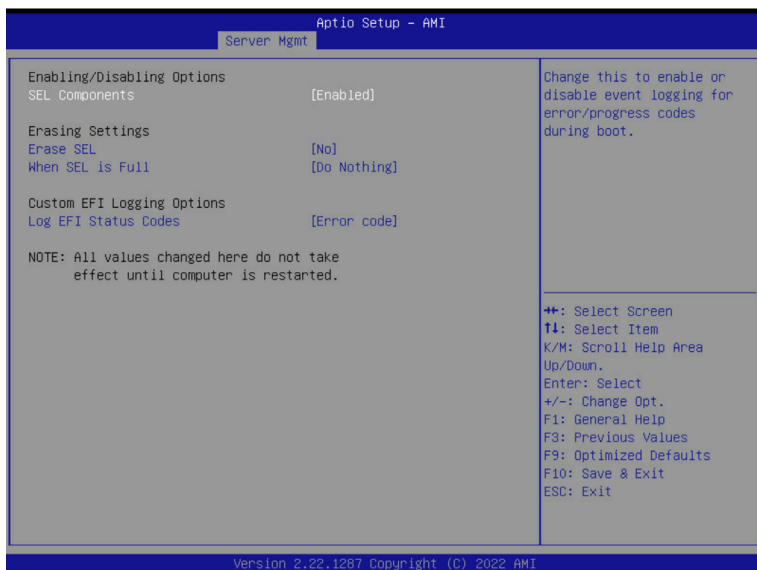 Aptio Setup – AMI
Server Mgmt
Enabling/Disabling Options
SEL Components [Enabled]
Erasing Settings
Erase SEL [No]
When SEL is Full [Do Nothing]
Custom EFI Logging Options
Log EFI Status Codes [Error code]
NOTE: All values changed here do not take
effect until computer is restarted.
Change this to enable or
disable event logging for
error/progress codes
during boot.
→←: Select Screen
↑↓: Select Item
K/M: Scroll Help Area
Up/Down.
Enter: Select
+/-: Change Opt.
F1: General Help
F3: Previous Values
F9: Optimized Defaults
F10: Save & Exit
ESC: Exit
Version 2.22.1287 Copyright (C) 2022 AMI